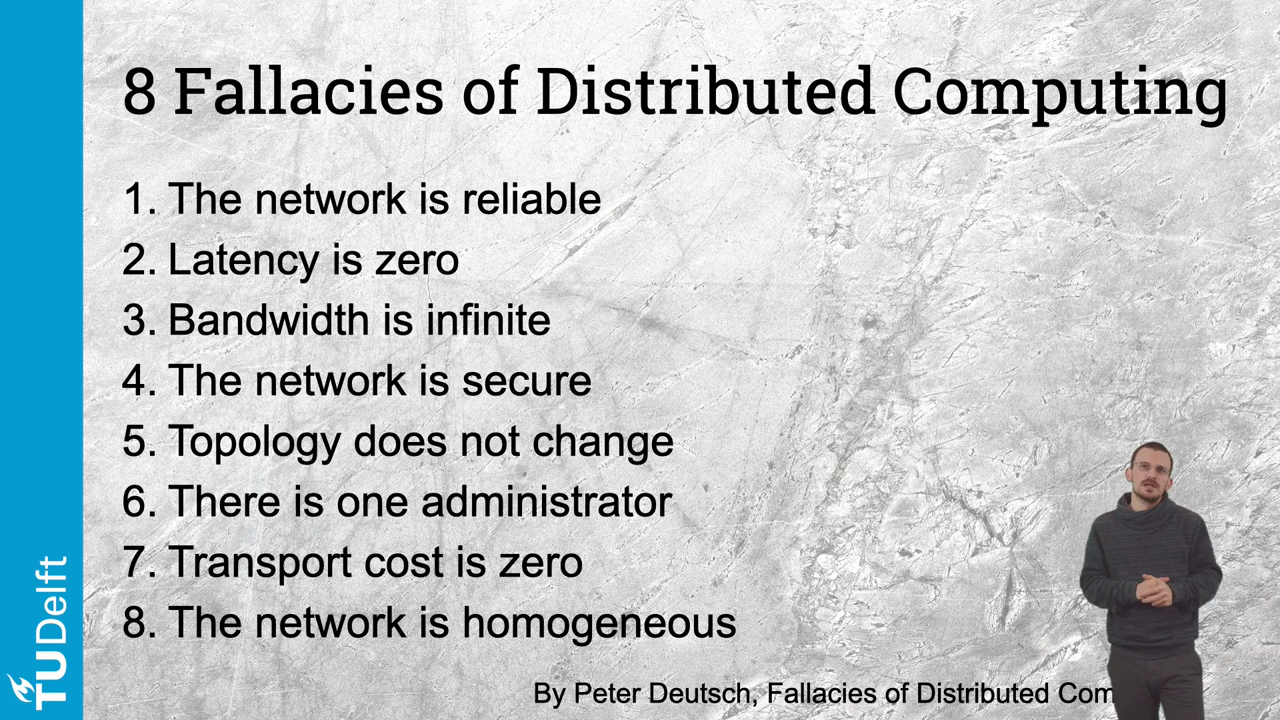 8 Fallacies of Distributed Computing
1. The network is reliable
2. Latency is zero
3. Bandwidth is infinite
4. The network is secure
5. Topology does not change
6. There is one administrator
7. Transport cost is zero
8. The network is homogeneous
By Peter Deutsch, Fallacies of Distributed Com
TUDelft